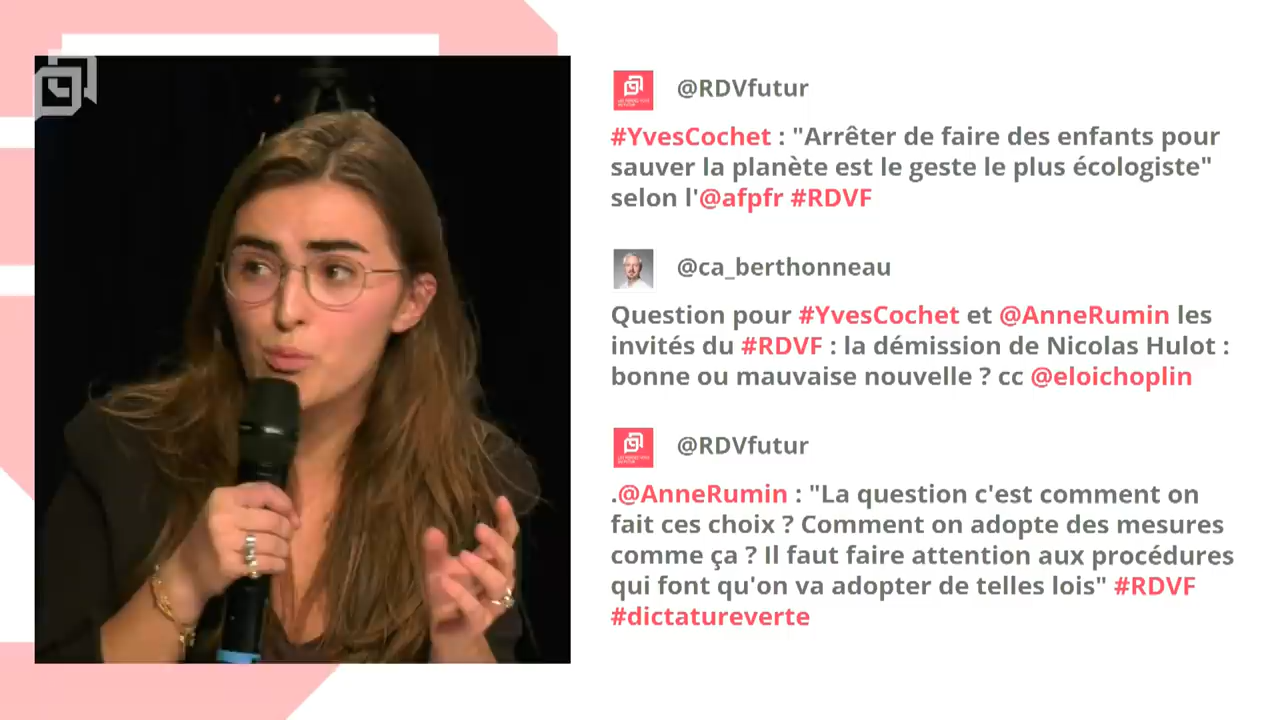 @RDVfutur
#YvesCochet : "Arrêter de faire des enfants pour
sauver la planète est le geste le plus écologiste"
selon l'@afpfr #RDVF
@ca_berthonneau
Question pour #YvesCochet et @AnneRumin les
invités du #RDVF : la démission de Nicolas Hulot :
bonne ou mauvaise nouvelle ? cc @eloichoplin
@RDVfutur
.@AnneRumin : "La question c'est comment on
fait ces choix ? Comment on adopte des mesures
comme ça ? Il faut faire attention aux procédures
qui font qu'on va adopter de telles lois" #RDVF
#dictatureverte